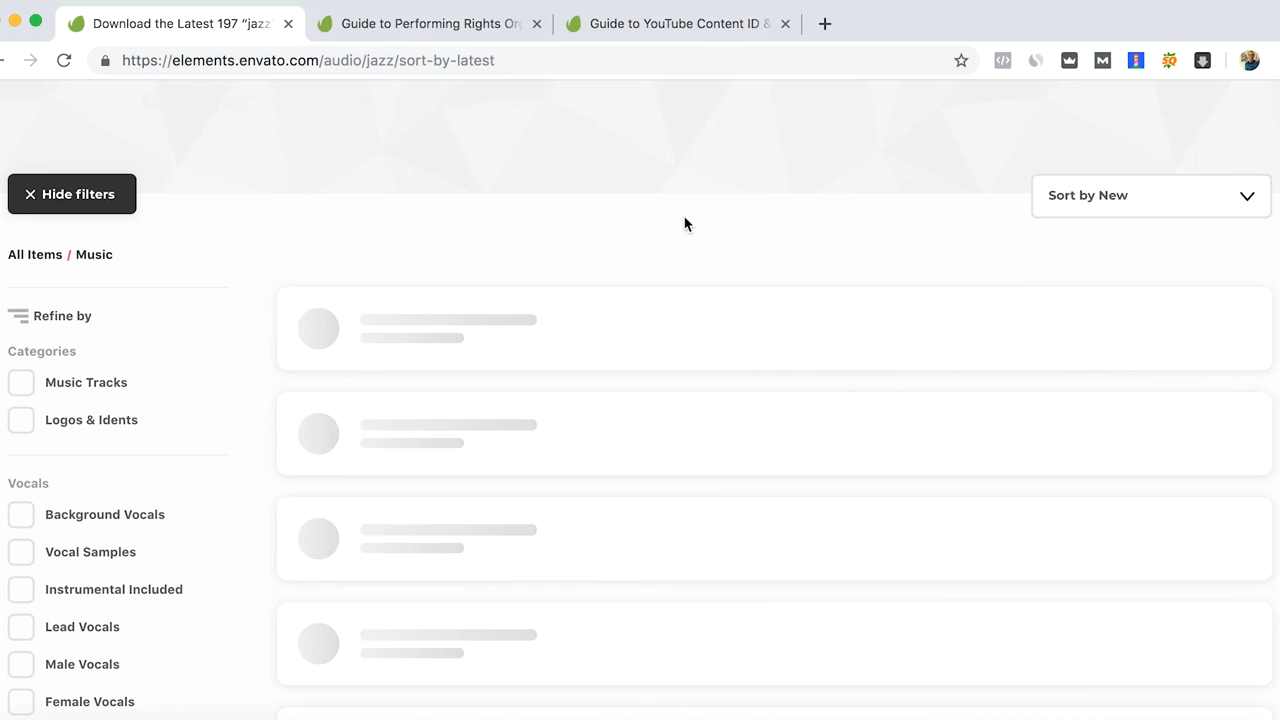 Download the Latest 197 "jazz"
Guide to Performing Rights Or
Guide to YouTube Content ID &
https://elements.envato.com/audio/jazz/sort-by-latest
Hide filters
Sort by New
All Items / Music
Refine by
Categories
Music Tracks
Logos & Idents
Vocals
Background Vocals
Vocal Samples
Instrumental Included
Lead Vocals
Male Vocals
Female Vocals